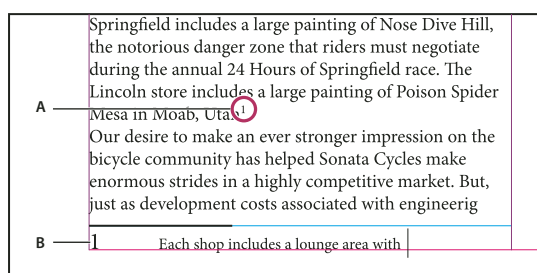 Springfield includes a large painting of Nose Dive Hill,
the notorious danger zone that riders must negotiate
during the annual 24 Hours of Springfield race. The
Lincoln store includes a large painting of Poison Spider
A
Mesa in Moab, Utah1
Our desire to make an ever stronger impression on the
bicycle community has helped Sonata Cycles make
enormous strides in a highly competitive market. But,
just as development costs associated with engineerig
B
1 Each shop includes a lounge area with